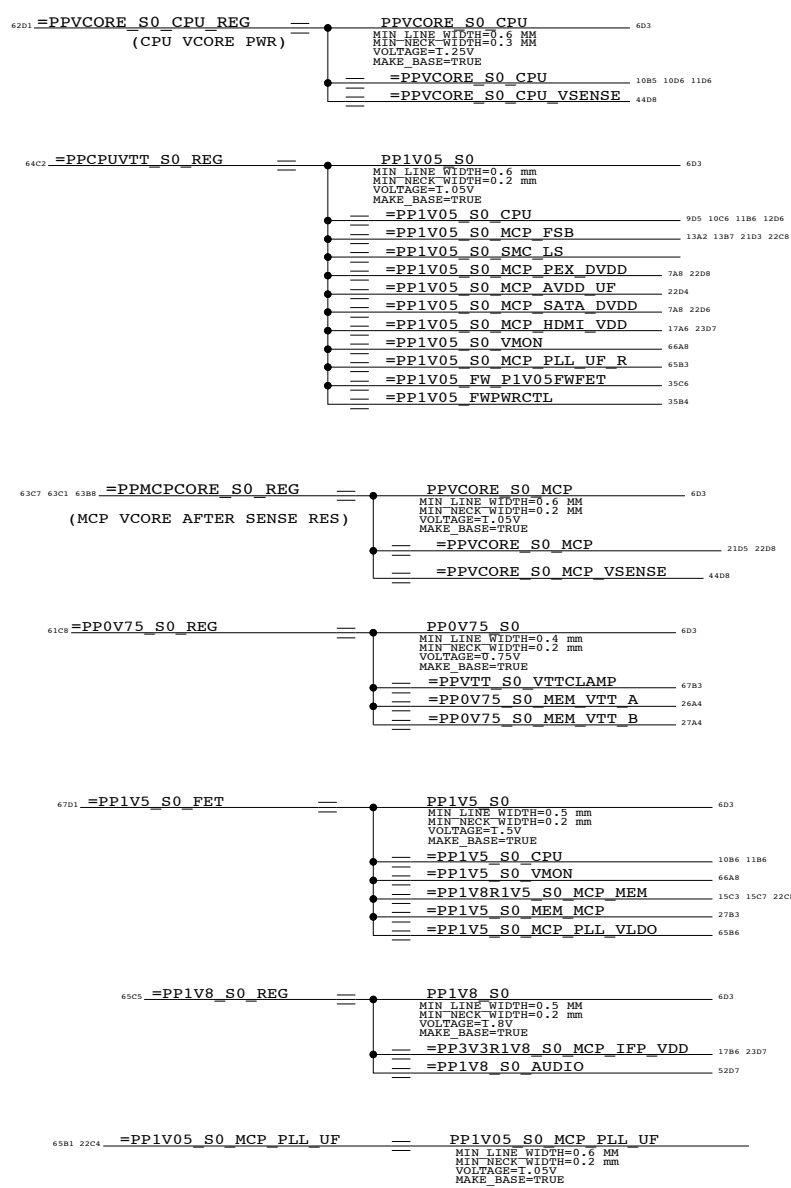 62D1 =PPVCORE_S0_CPU_REG PPVCORE_S0_CPU 6D3
(CPU VCORE PWR) MIN_LINE_WIDTH=0.6 MM
MIN_NECK_WIDTH=0.3 MM
VOLTAGE=1.25V
MAKE_BASE=TRUE
=PPVCORE_S0_CPU 10B5 10D6 11D6
=PPVCORE_S0_CPU_VSENSE 44D8
64C2 =PPCPUVTT_S0_REG PP1V05_S0 6D3
MIN_LINE_WIDTH=0.6 mm
MIN_NECK_WIDTH=0.2 mm
VOLTAGE=1.05V
MAKE_BASE=TRUE
=PP1V05_S0_CPU 9D5 10C6 11B6 12D6
=PP1V05_S0_MCP_FSB 13A2 13B7 21D3 22C8
=PP1V05_S0_SMC_LS
=PP1V05_S0_MCP_PEX_DVDD 7A8 22D8
=PP1V05_S0_MCP_AVDD_UF 22D4
=PP1V05_S0_MCP_SATA_DVDD 7A8 22D6
=PP1V05_S0_MCP_HDMI_VDD 17A6 23D7
=PP1V05_S0_VMON 66A8
=PP1V05_S0_MCP_PLL_UF_R 65B3
=PP1V05_FW_P1V05FWFET 35C6
=PP1V05_FWPWRCTL 35B4
63C7 63C1 63B8 =PPMCPCORE_S0_REG PPVCORE_S0_MCP 6D3
(MCP VCORE AFTER SENSE RES) MIN_LINE_WIDTH=0.6 MM
MIN_NECK_WIDTH=0.2 MM
VOLTAGE=1.05V
MAKE_BASE=TRUE
=PPVCORE_S0_MCP 21D5 22D8
=PPVCORE_S0_MCP_VSENSE 44D8
61C8 =PP0V75_S0_REG PP0V75_S0 6D3
MIN_LINE_WIDTH=0.4 mm
MIN_NECK_WIDTH=0.2 mm
VOLTAGE=0.75V
MAKE_BASE=TRUE
=PPVTT_S0_VTTCLAMP 67B3
=PP0V75_S0_MEM_VTT_A 26A4
=PP0V75_S0_MEM_VTT_B 27A4
67D1 =PP1V5_S0_FET PP1V5_S0 6D3
MIN_LINE_WIDTH=0.5 mm
MIN_NECK_WIDTH=0.2 mm
VOLTAGE=1.5V
MAKE_BASE=TRUE
=PP1V5_S0_CPU 10B6 11B6
=PP1V5_S0_VMON 66A8
=PP1V8R1V5_S0_MCP_MEM 15C3 15C7 22C8
=PP1V5_S0_MEM_MCP 27B3
=PP1V5_S0_MCP_PLL_VLDO 65B6
65C5 =PP1V8_S0_REG PP1V8_S0 6D3
MIN_LINE_WIDTH=0.5 MM
MIN_NECK_WIDTH=0.2 mm
VOLTAGE=1.8V
MAKE_BASE=TRUE
=PP3V3R1V8_S0_MCP_IFP_VDD 17B6 23D7
=PP1V8_S0_AUDIO 52D7
65B1 22C4 =PP1V05_S0_MCP_PLL_UF PP1V05_S0_MCP_PLL_UF
MIN_LINE_WIDTH=0.6 MM
MIN_NECK_WIDTH=0.2 mm
VOLTAGE=1.05V
MAKE_BASE=TRUE